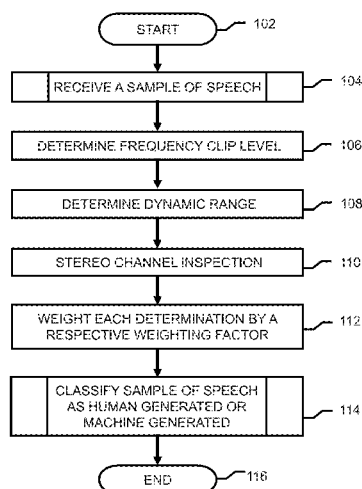 START
102
RECEIVE A SAMPLE OF SPEECH
104
DETERMINE FREQUENCY CLIP LEVEL
106
DETERMINE DYNAMIC RANGE
108
STEREO CHANNEL INSPECTION
110
WEIGHT EACH DETERMINATION BY A
RESPECTIVE WEIGHTING FACTOR
112
CLASSIFY SAMPLE OF SPEECH
AS HUMAN GENERATED OR
MACHINE GENERATED
114
END
116